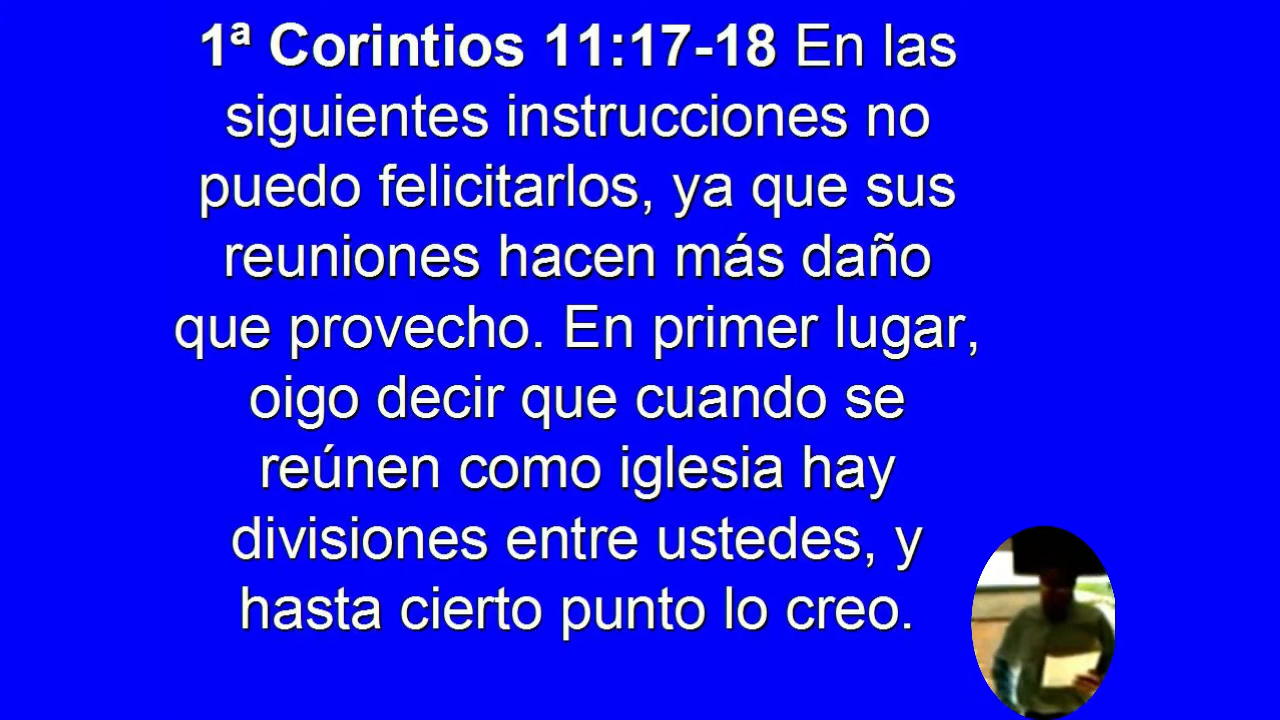 1ª Corintios 11:17-18 En las
siguientes instrucciones no
puedo felicitarlos, ya que sus
reuniones hacen más daño
que provecho. En primer lugar,
oigo decir que cuando se
reúnen como iglesia hay
divisiones entre ustedes, y
hasta cierto punto lo creo.